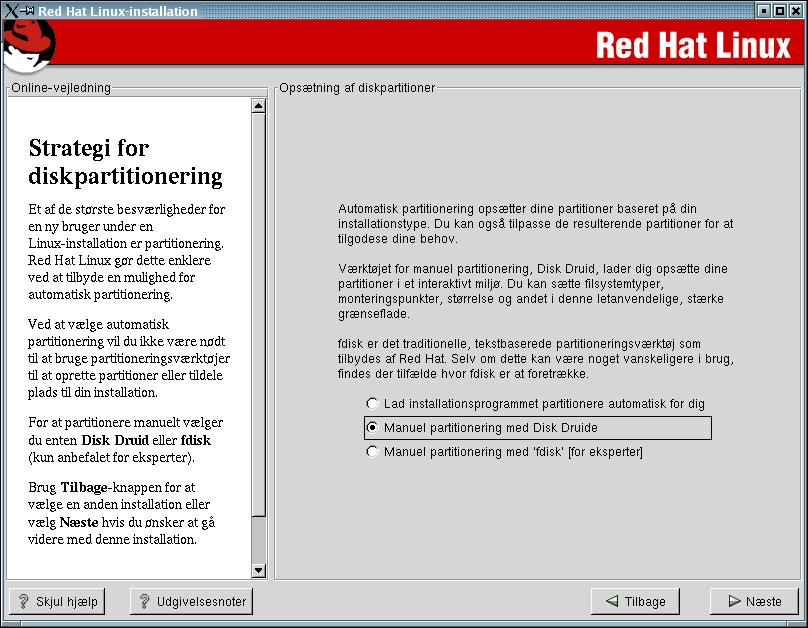 Red Hat Linux-installation
Red Hat Linux
Online-vejledning
Strategi for
diskpartitionering
Et af de største besværligheder for
en ny bruger under en
Linux-installation er partitionering.
Red Hat Linux gør dette enklere
ved at tilbyde en mulighed for
automatisk partitionering.
Ved at vælge automatisk
partitionering vil du ikke være nødt
til at bruge partitioneringsværktøjer
til at oprette partitioner eller tildele
plads til din installation.
For at partitionere manuelt vælger
du enten Disk Druid eller fdisk
(kun anbefalet for eksperter).
Brug Tilbage-knappen for at
vælge en anden installation eller
vælg Næste hvis du ønsker at gå
videre med denne installation.
Opsætning af diskpartitioner
Automatisk partitionering opsætter dine partitioner baseret på din
installationstype. Du kan også tilpasse de resulterende partitioner for at
tilgodese dine behov.
Værktøjet for manuel partitionering, Disk Druid, lader dig opsætte dine
partitioner i et interaktivt miljø. Du kan sætte filsystemtyper,
monteringspunkter, størrelse og andet i denne letanvendelige, stærke
grænseflade.
fdisk er det traditionelle, tekstbaserede partitioneringsværktøj som
tilbydes af Red Hat. Selv om dette kan være noget vanskeligere i brug,
findes der tilfælde hvor fdisk er at foretrække.
Lad installationsprogrammet partitionere automatisk for dig
Manuel partitionering med Disk Druide
Manuel partitionering med 'fdisk' [for eksperter]
Skjul hjælp
Udgivelsesnoter
Tilbage
Næste